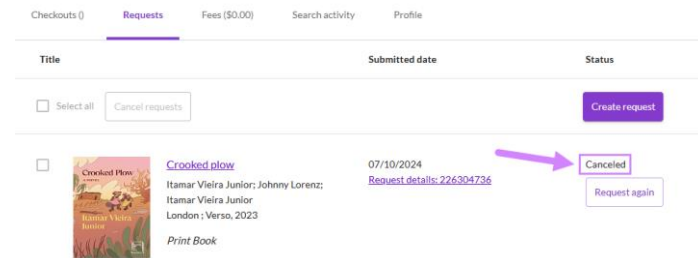 Checkouts ()
Requests
Fees ($0.00)
Search activity
Profile
Title
Submitted date
Status
Select all
Cancel requests
Create request
Crooked Plow
Itamar Vieira
Junior
Crooked plow
Itamar Vieira Junior; Johnny Lorenz;
Itamar Vieira Junior
London ; Verso, 2023
Print Book
07/10/2024
Request details: 226304736
Canceled
Request again